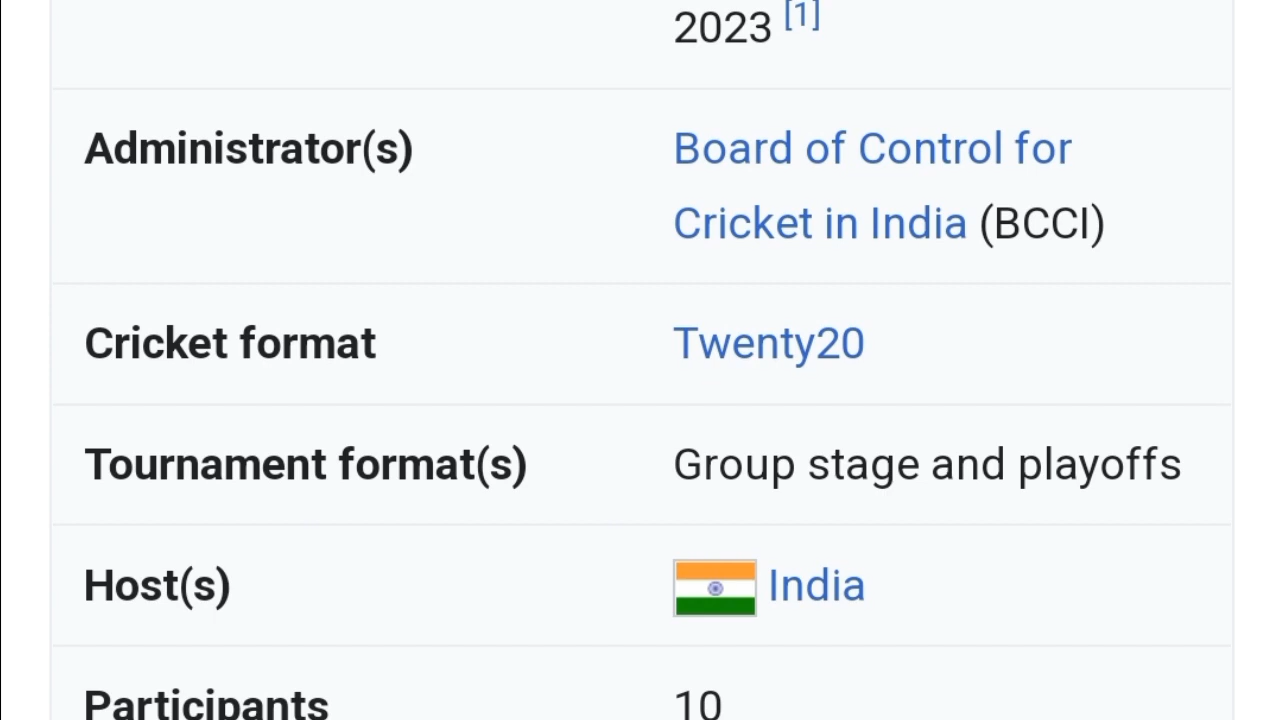 2023 [1]
Administrator(s) Board of Control for
Cricket in India (BCCI)
Cricket format Twenty20
Tournament format(s) Group stage and playoffs
Host(s) India
Participants 10